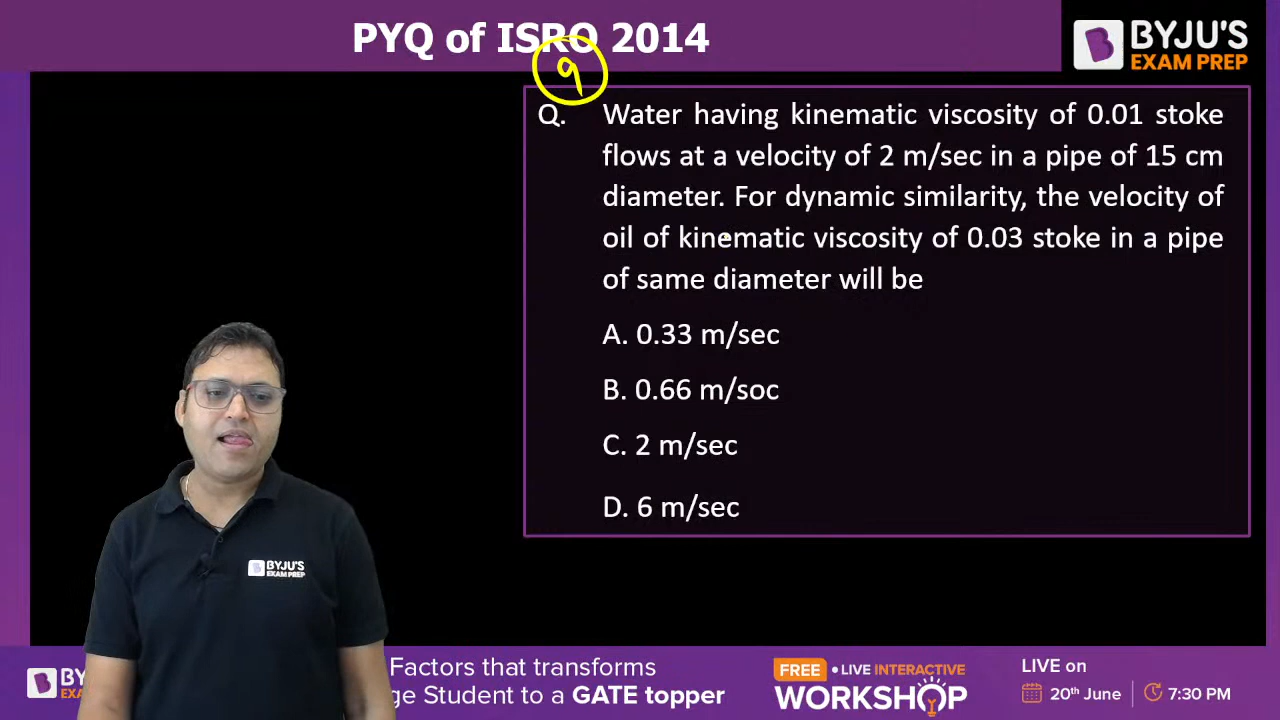 PYQ of ISRO 2014
BYJU'S
EXAM PREP
9
Q. Water having kinematic viscosity of 0.01 stoke
flows at a velocity of 2 m/sec in a pipe of 15 cm
diameter. For dynamic similarity, the velocity of
oil of kinematic viscosity of 0.03 stoke in a pipe
of same diameter will be
A. 0.33 m/sec
B. 0.66 m/soc
C. 2 m/sec
D. 6 m/sec
BYJU'S
EXAM PREP
Factors that transforms
ge Student to a GATE topper
FREE • LIVE INTERACTIVE
WORKSHOP
LIVE on
20th June | 7:30 PM